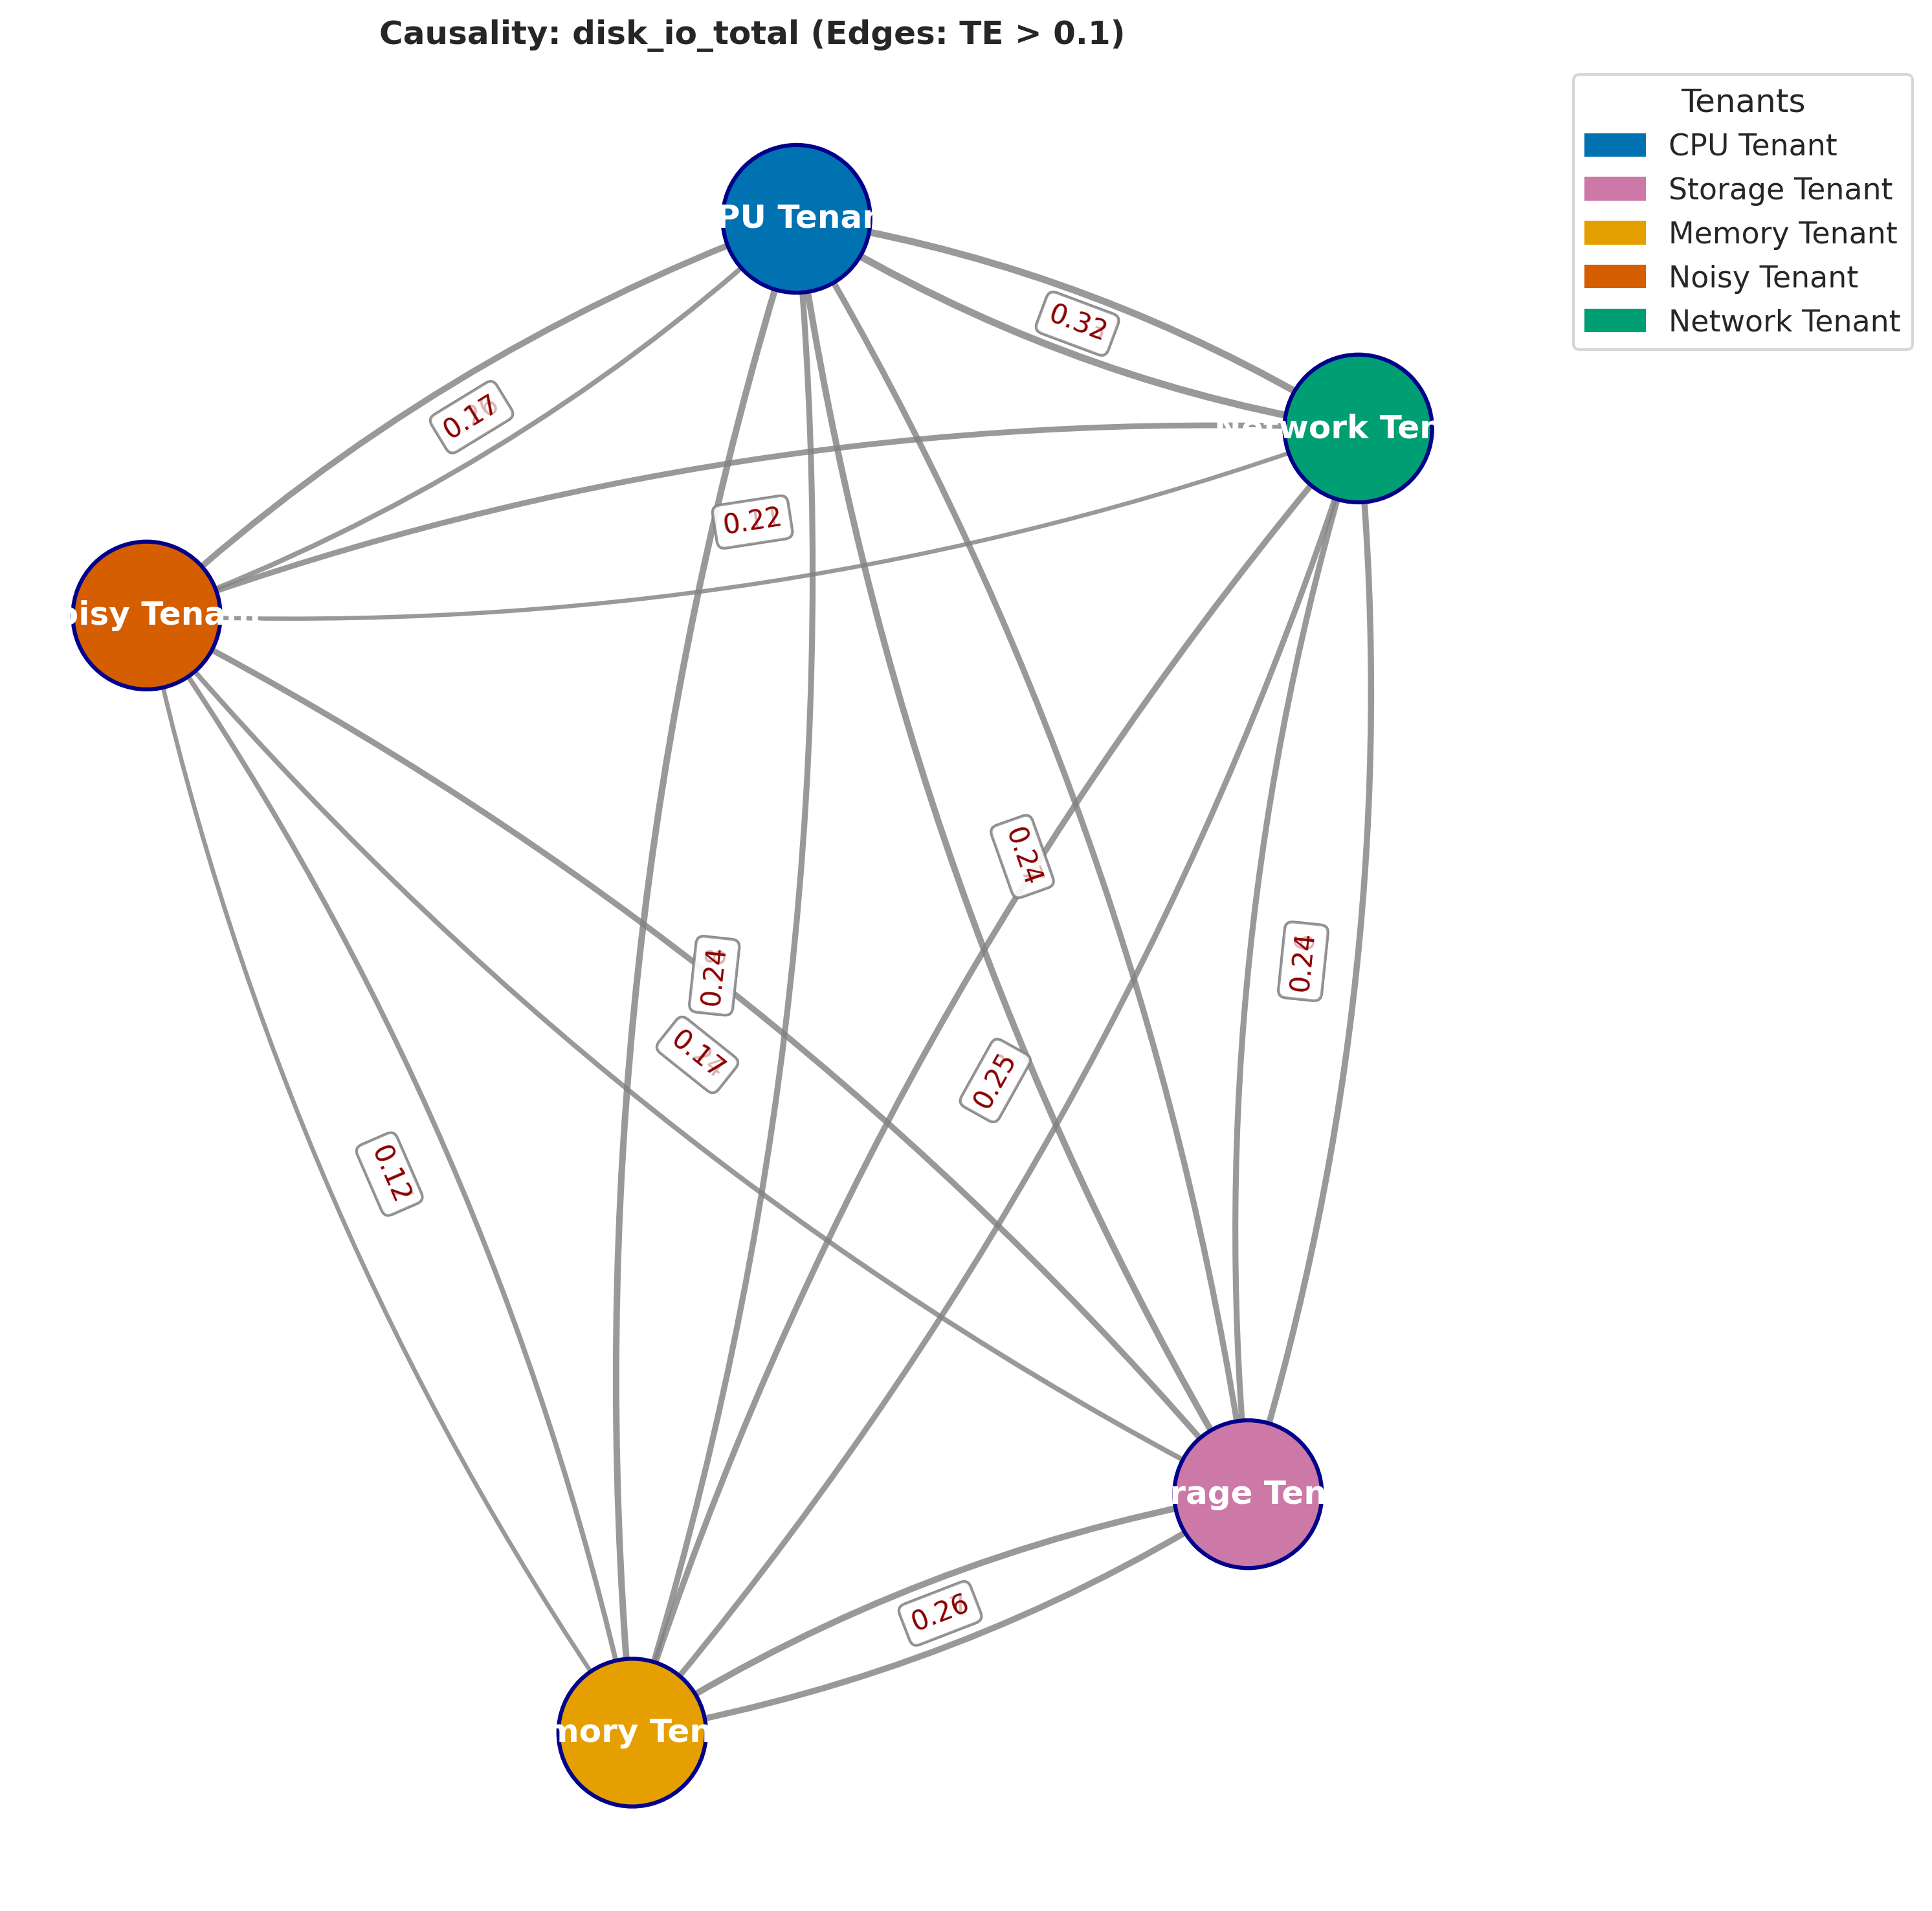 Causality: disk_io_total (Edges: TE > 0.1)
Tenants
CPU Tenant
Storage Tenant
Memory Tenant
Noisy Tenant
Network Tenant
PU Tenan
0.32
work Ten
0.17
0.22
oisy Tena
0.24
0.24
0.24
0.17
0.25
0.12
rage Ten
0.26
mory Ten